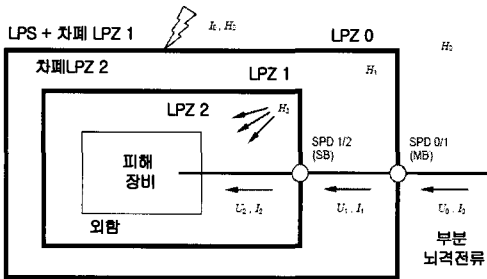 LPS + 차폐 LPZ 1
I₀, H₀
LPZ 0
H₀
차폐LPZ 2
LPZ 1
H₁
LPZ 2
H₂
SPD 1/2
(SB)
SPD 0/1
(MB)
피해
장비
외함
U₂, I₂
U₁, I₁
U₀, I₀
부분
뇌격전류